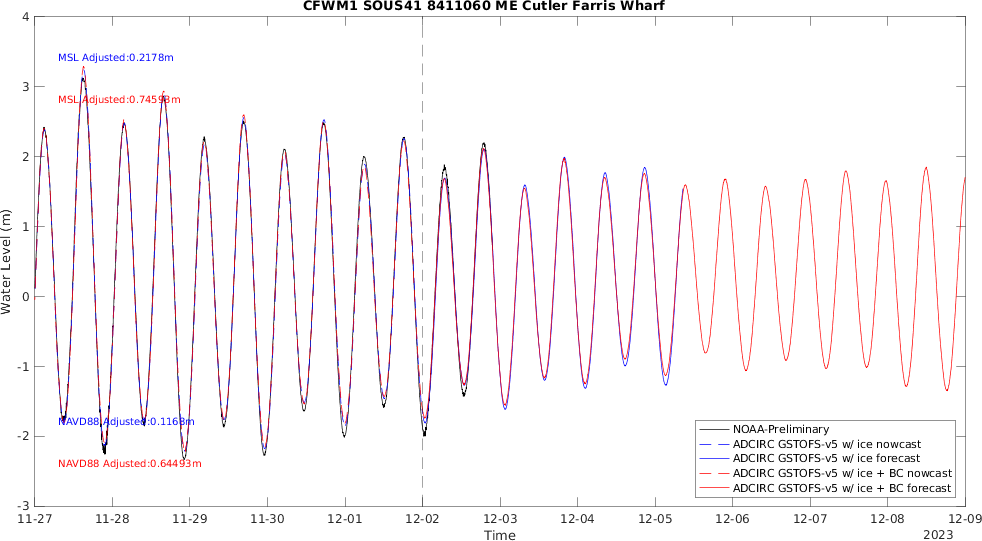 CFWM1 SOUS41 8411060 ME Cutler Farris Wharf
4
3
2
1
0
-1
-2
-3
Water Level (m)
MSL Adjusted:0.2178m
MSL Adjusted:0.74593m
NAVD88 Adjusted:0.1168m
NAVD88 Adjusted:0.64493m
NOAA-Preliminary
ADCIRC GSTOFS-v5 w/ ice nowcast
ADCIRC GSTOFS-v5 w/ ice forecast
ADCIRC GSTOFS-v5 w/ ice + BC nowcast
ADCIRC GSTOFS-v5 w/ ice + BC forecast
11-27 11-28 11-29 11-30 12-01 12-02 12-03 12-04 12-05 12-06 12-07 12-08 12-09
Time
2023